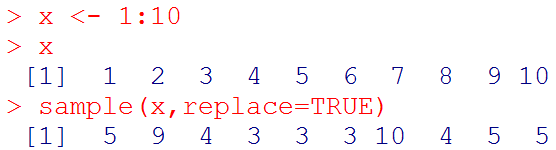 > x <- 1:10
> x
[1] 1 2 3 4 5 6 7 8 9 10
> sample(x,replace=TRUE)
[1] 5 9 4 3 3 3 10 4 5 5